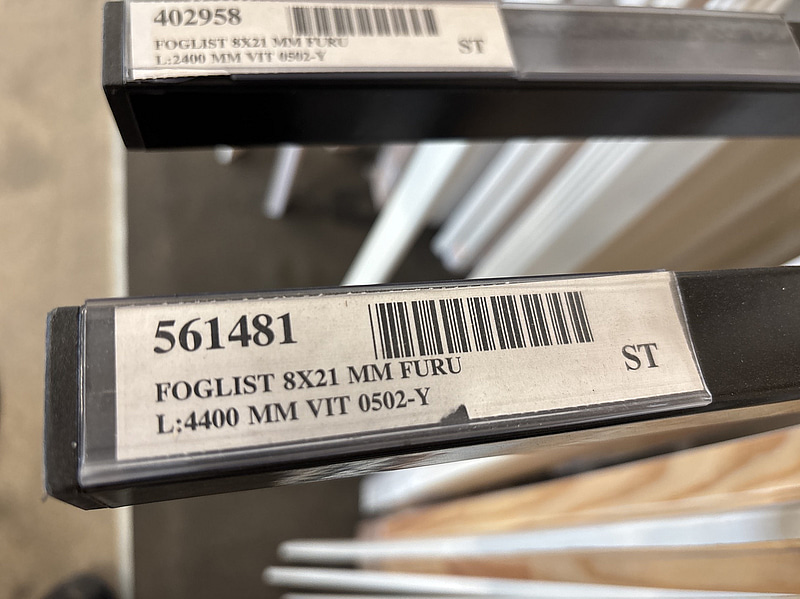 402958
FOGLIST 8X21 MM FURU
L:2400 MM VIT 0502-Y
ST
561481
FOGLIST 8X21 MM FURU
L:4400 MM VIT 0502-Y
ST